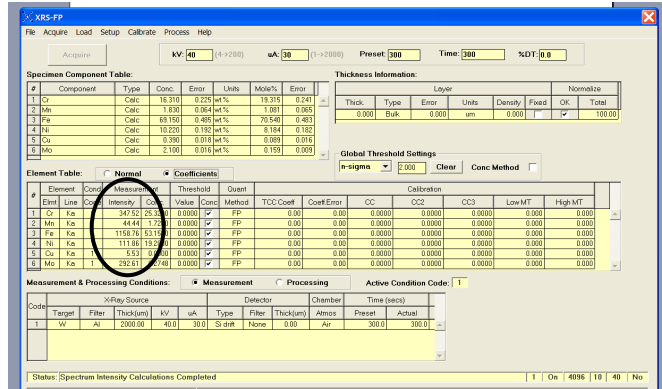 XRS-FP
File Acquire Load Setup Calibrate Process Help
Acquire kV: 40 (4->200) uA: 30 (1->2000) Preset: 300 Time: 300 %DT: 0.0
Specimen Component Table: Thickness Information:
# Component Type Conc. Error Units Mole% Error
1 Cr Calc 16.310 0.225 wt.% 19.315 0.241
2 Mn Calc 1.830 0.064 wt.% 1.081 0.065
3 Fe Calc 69.150 0.485 wt.% 70.540 0.483
4 Ni Calc 10.220 0.192 wt.% 8.184 0.182
5 Cu Calc 0.390 0.018 wt.% 0.089 0.016
6 Mo Calc 2.100 0.016 wt.% 0.159 0.009
Layer Normalize
Thick. Type Error Units Density Fixed OK Total
0.000 Bulk 0.000 um 0.000 100.00
Global Threshold Settings
n-sigma 2.000 Clear Conc Method
Element Table: Normal Coefficients
# Element Cond Measurement Threshold Quant Calibration
Elmt Line Code Intensity Value Conc Method TCC Coeff Coeff.Error CC CC2 CC3 Low MT High MT
1 Cr Ka 347.52 0.0000 FP 0.00 0.00 0.0000 0.0000 0.0000 0.000 0.000
2 Mn Ka 44.44 0.0000 FP 0.00 0.00 0.0000 0.0000 0.0000 0.000 0.000
3 Fe Ka 1158.76 0.0000 FP 0.00 0.00 0.0000 0.0000 0.0000 0.000 0.000
4 Ni Ka 111.86 0.0000 FP 0.00 0.00 0.0000 0.0000 0.0000 0.000 0.000
5 Cu Ka 1 5.53 0.0000 FP 0.00 0.00 0.0000 0.0000 0.0000 0.000 0.000
6 Mo Ka 1 292.61 0.0000 FP 0.00 0.00 0.0000 0.0000 0.0000 0.000 0.000
Measurement & Processing Conditions: Measurement Processing Active Condition Code: 1
Code X-Ray Source Detector Chamber Time (secs)
Target Filter Thick(um) kV uA Type Filter Thick(um) Atmos Preset Actual
1 W Al 2000.00 40.0 30.0 Si drift None 0.00 Air 300.0 300.0
Status: Spectrum Intensity Calculations Completed 1 On 4096 10 40 No